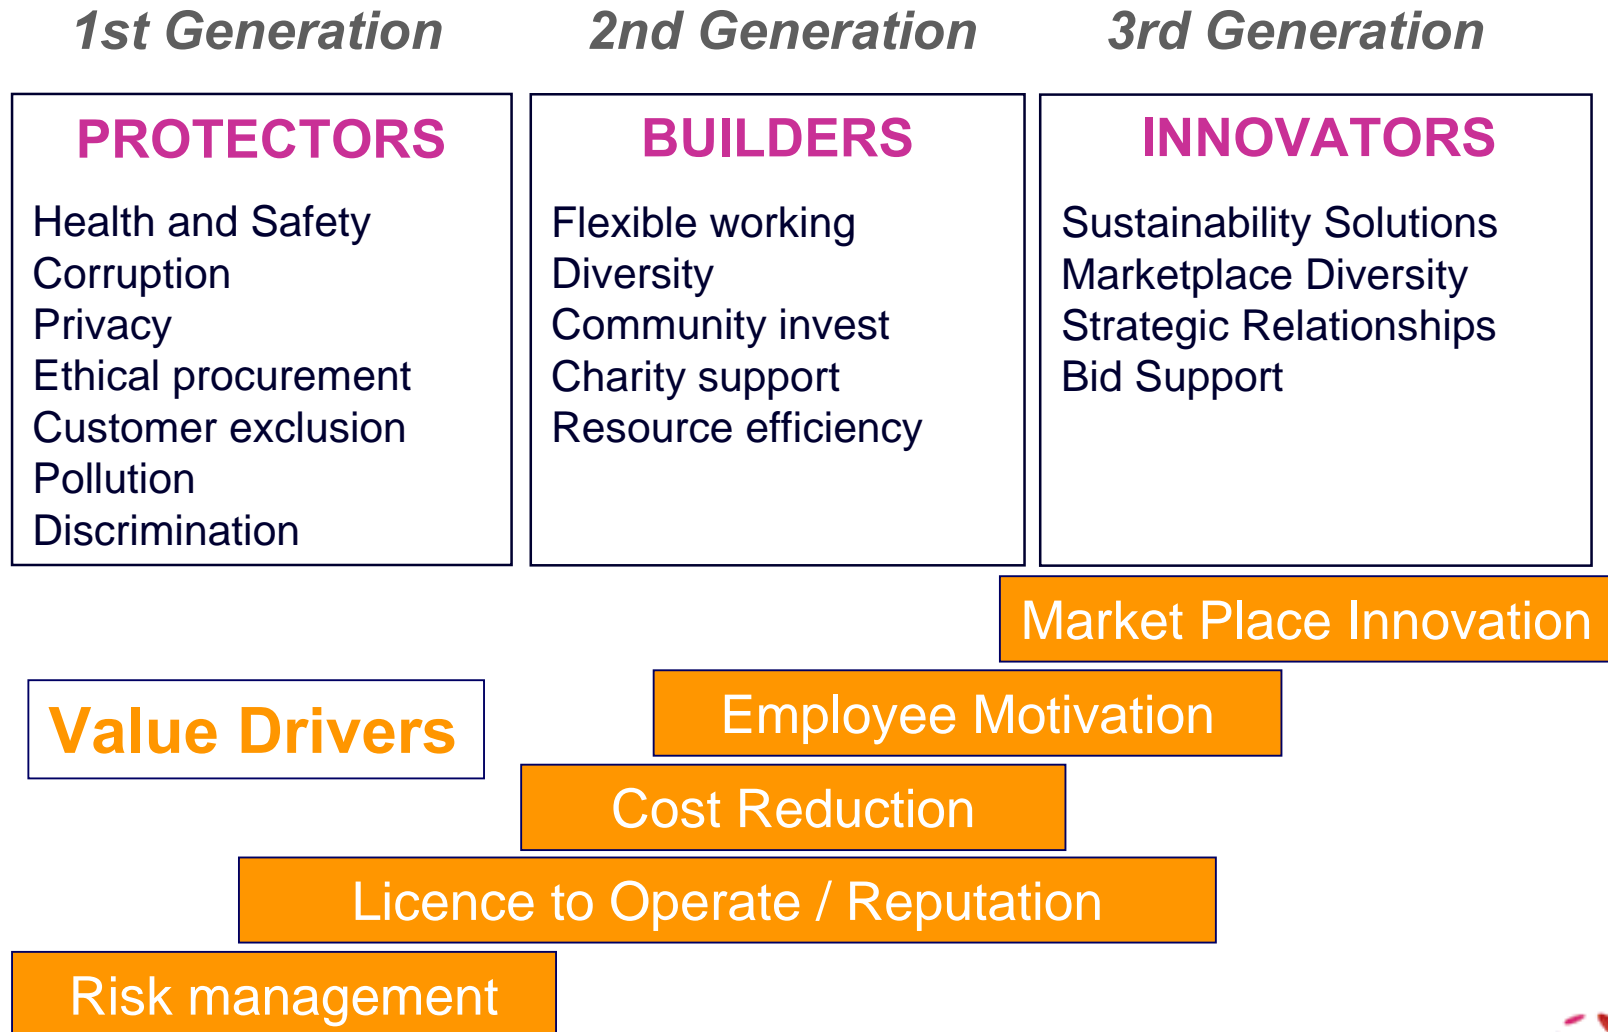 1st Generation
2nd Generation
3rd Generation
PROTECTORS
Health and Safety
Corruption
Privacy
Ethical procurement
Customer exclusion
Pollution
Discrimination
BUILDERS
Flexible working
Diversity
Community invest
Charity support
Resource efficiency
INNOVATORS
Sustainability Solutions
Marketplace Diversity
Strategic Relationships
Bid Support
Market Place Innovation
Value Drivers
Employee Motivation
Cost Reduction
Licence to Operate / Reputation
Risk management